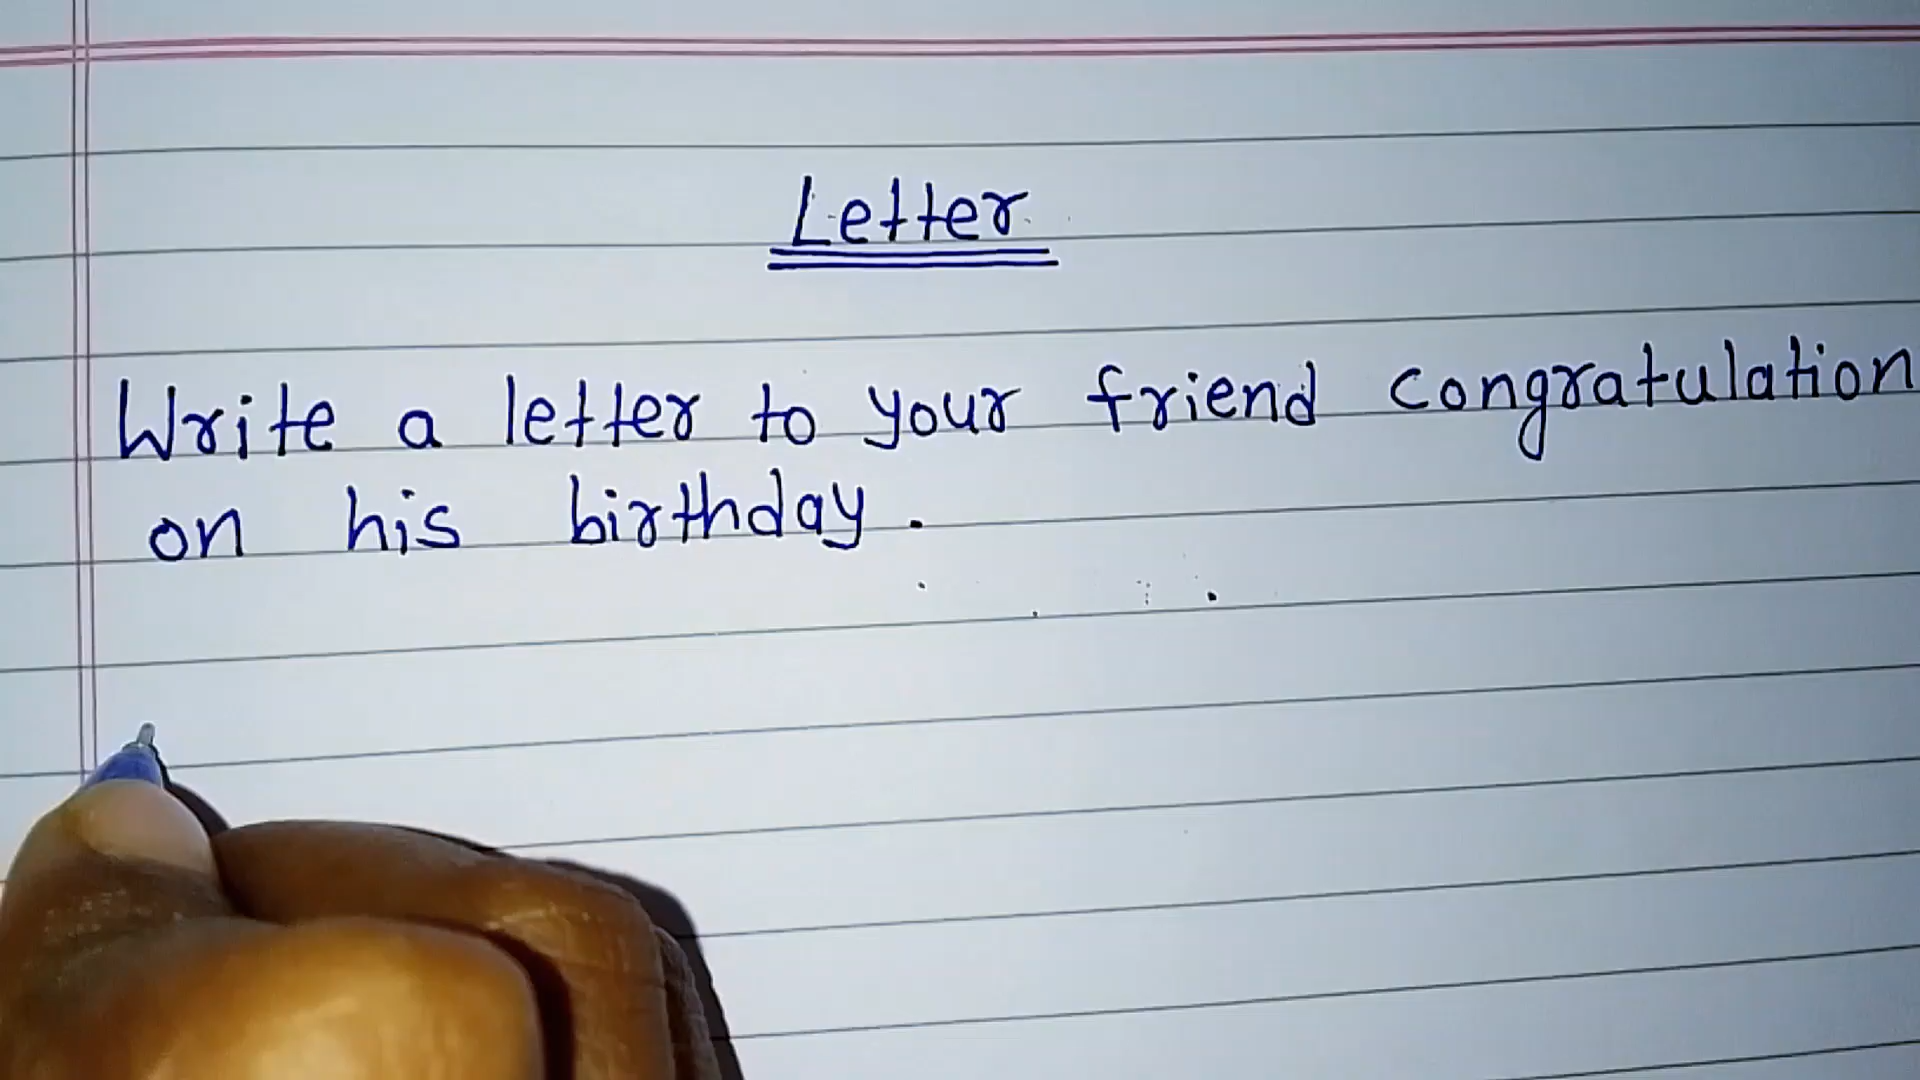 Letter
Write a letter to your friend congratulation
on his birthday.